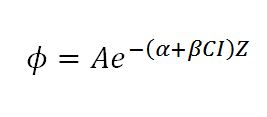 ϕ = Ae^{-(α+βCI)Z}